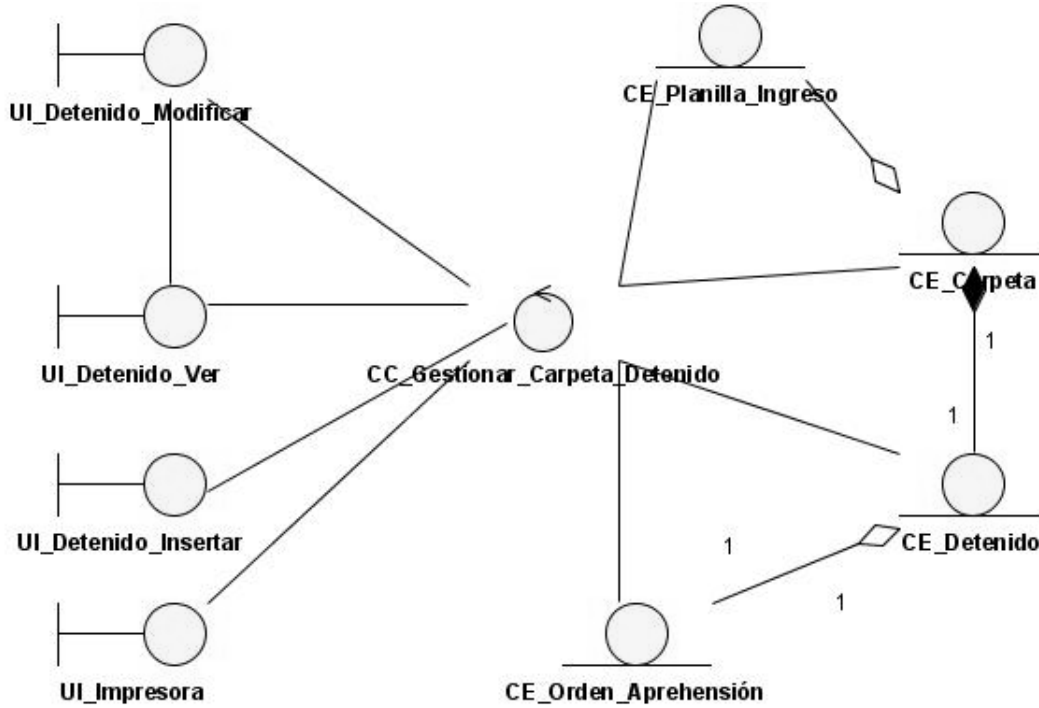 CE_Planilla_Ingreso
UI_Detenido_Modificar
CE_Carpeta
1
UI_Detenido_Ver
CC_Gestionar_Carpeta_Detenido
1
UI_Detenido_Insertar
CE_Detenido
1
1
UI_Impresora
CE_Orden_Aprehensión